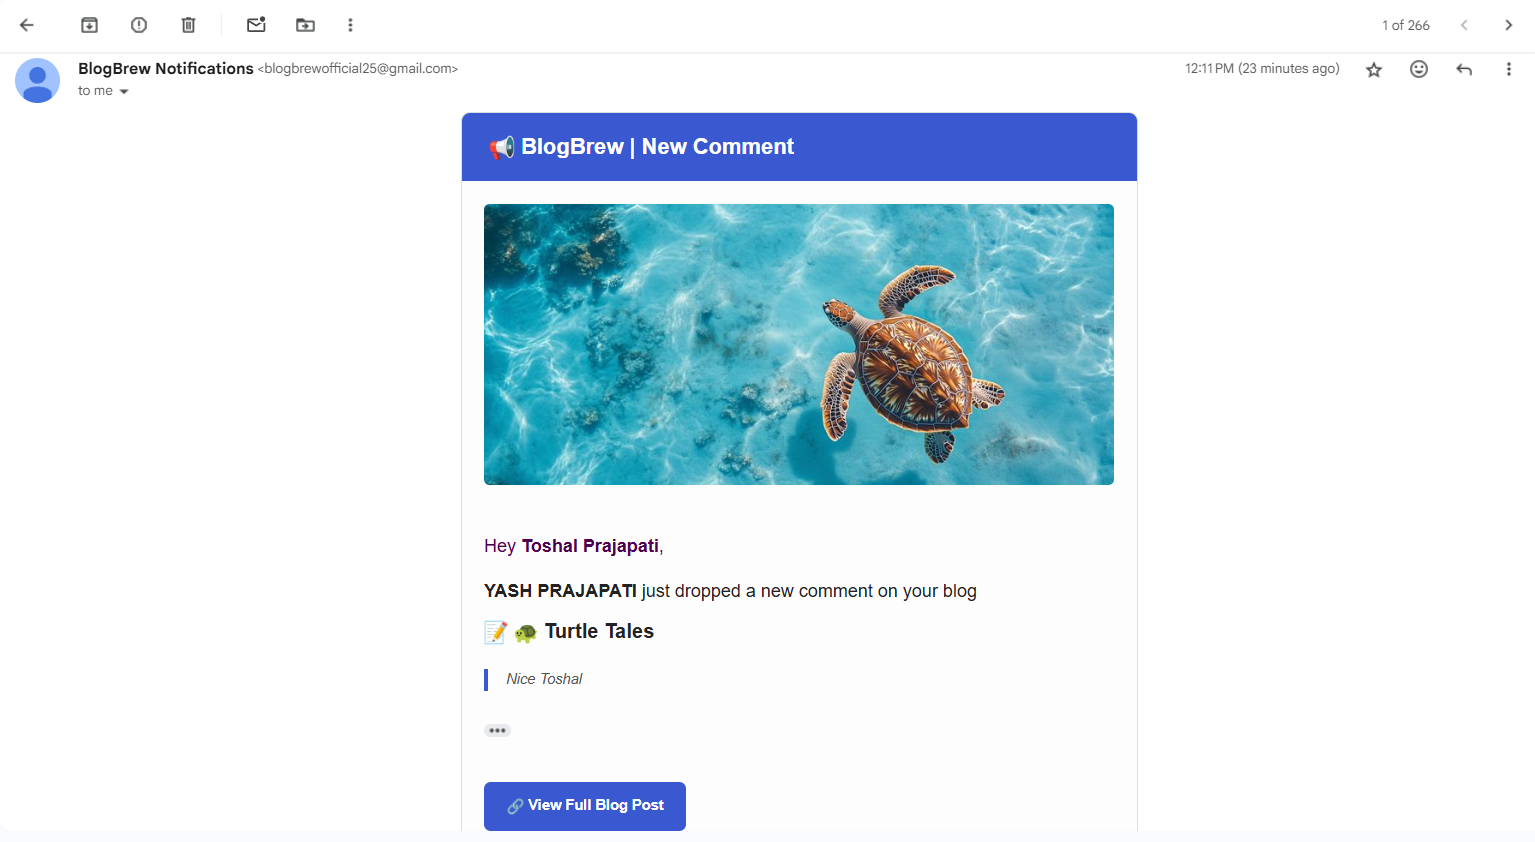 1 of 266
BlogBrew Notifications <blogbrewofficial25@gmail.com>
12:11 PM (23 minutes ago)
to me
📢 BlogBrew | New Comment
Hey Toshal Prajapati,
YASH PRAJAPATI just dropped a new comment on your blog
📝 🐢 Turtle Tales
Nice Toshal
•••
🔗 View Full Blog Post